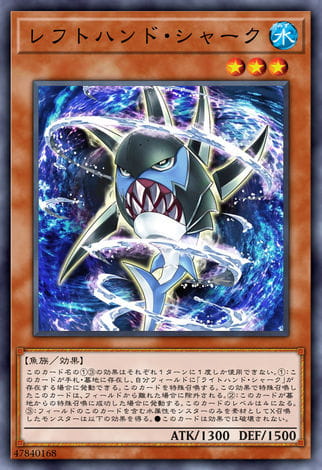 レフトハンド・シャーク
水
【魚族／効果】
このカード名の①③の効果はそれぞれ１ターンに１度しか使用できない。①:こ
のカードが手札・墓地に存在し、自分フィールドに「ライトハンド・シャーク」が
存在する場合に発動できる。このカードを特殊召喚する。この効果で特殊召喚し
たこのカードは、フィールドから離れた場合に除外される。②:このカードが墓
地からの特殊召喚に成功した場合に発動する。このカードのレベルは４になる。
③:フィールドのこのカードを含む水属性モンスターのみを素材としてX召喚
したモンスターは以下の効果を得る。●このカードは戦闘では破壊されない。
ATK/1300 DEF/1500
47840168